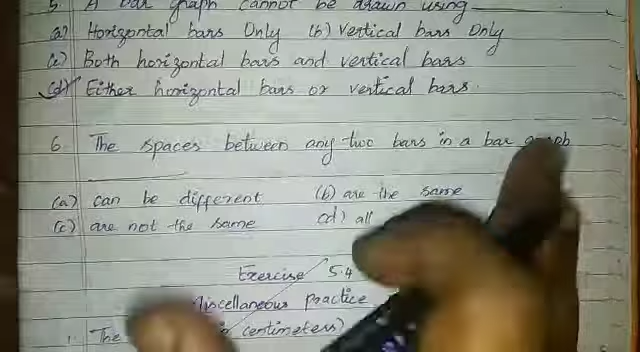 5. A bar graph cannot be drawn using
(a) Horizontal bars Only (b) Vertical bars Only
(c) Both horizontal bars and vertical bars
(d) Either horizontal bars or vertical bars.
6 The spaces between any two bars in a bar graph
(a) can be different (b) are the same
(c) are not the same (d) all
Exercise 5.4
Miscellaneous practice
1. The centimeters)